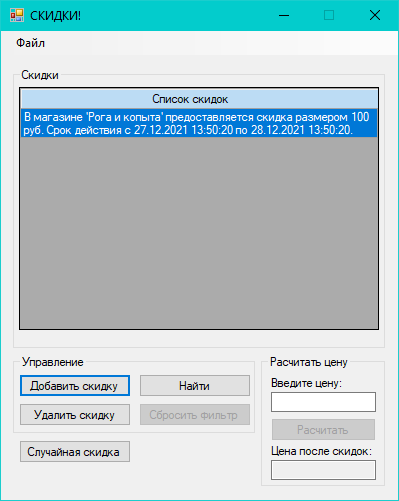 СКИДКИ!
Файл
Скидки
Список скидок
В магазине 'Рога и копыта' предоставляется скидка размером 100
руб. Срок действия с 27.12.2021 13:50:20 по 28.12.2021 13:50:20.
Управление
Добавить скидку
Найти
Удалить скидку
Сбросить фильтр
Случайная скидка
Расчитать цену
Введите цену:
Расчитать
Цена после скидок: